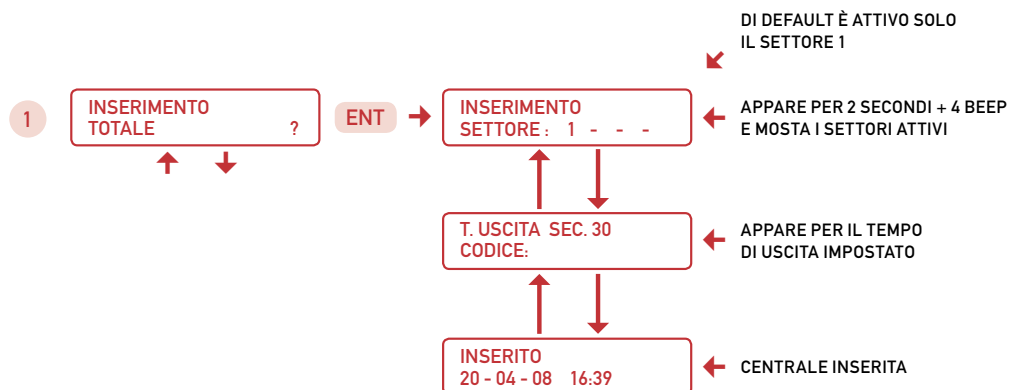 DI DEFAULT È ATTIVO SOLO
IL SETTORE 1
1
INSERIMENTO
TOTALE ?
ENT
INSERIMENTO
SETTORE : 1 - - -
APPARE PER 2 SECONDI + 4 BEEP
E MOSTA I SETTORI ATTIVI
T. USCITA SEC. 30
CODICE:
APPARE PER IL TEMPO
DI USCITA IMPOSTATO
INSERITO
20 - 04 - 08 16:39
CENTRALE INSERITA